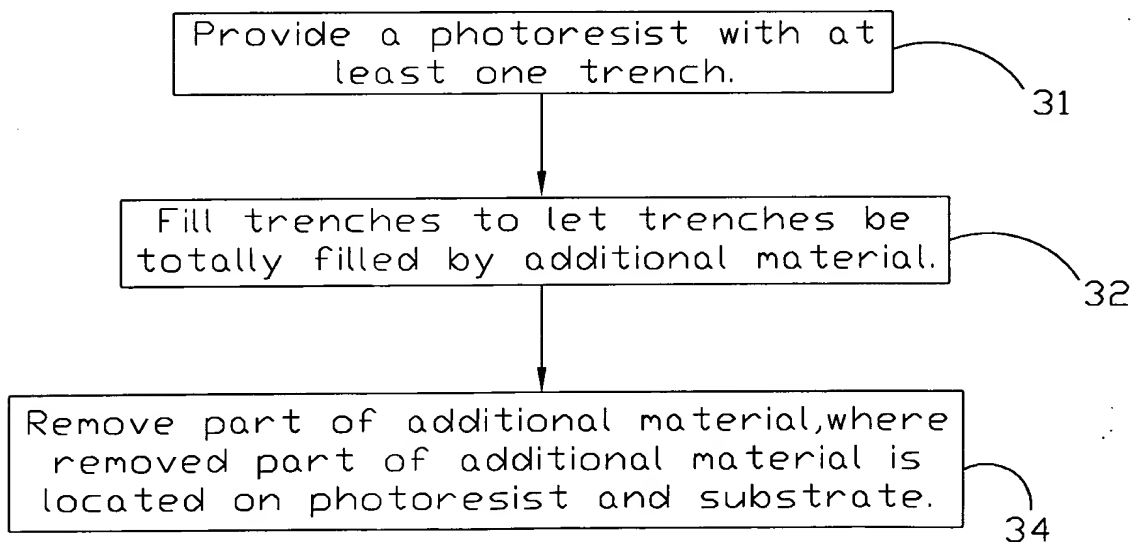 Provide a photoresist with at
least one trench.
31
Fill trenches to let trenches be
totally filled by additional material.
32
Remove part of additional material,where
removed part of additional material is
located on photoresist and substrate.
34